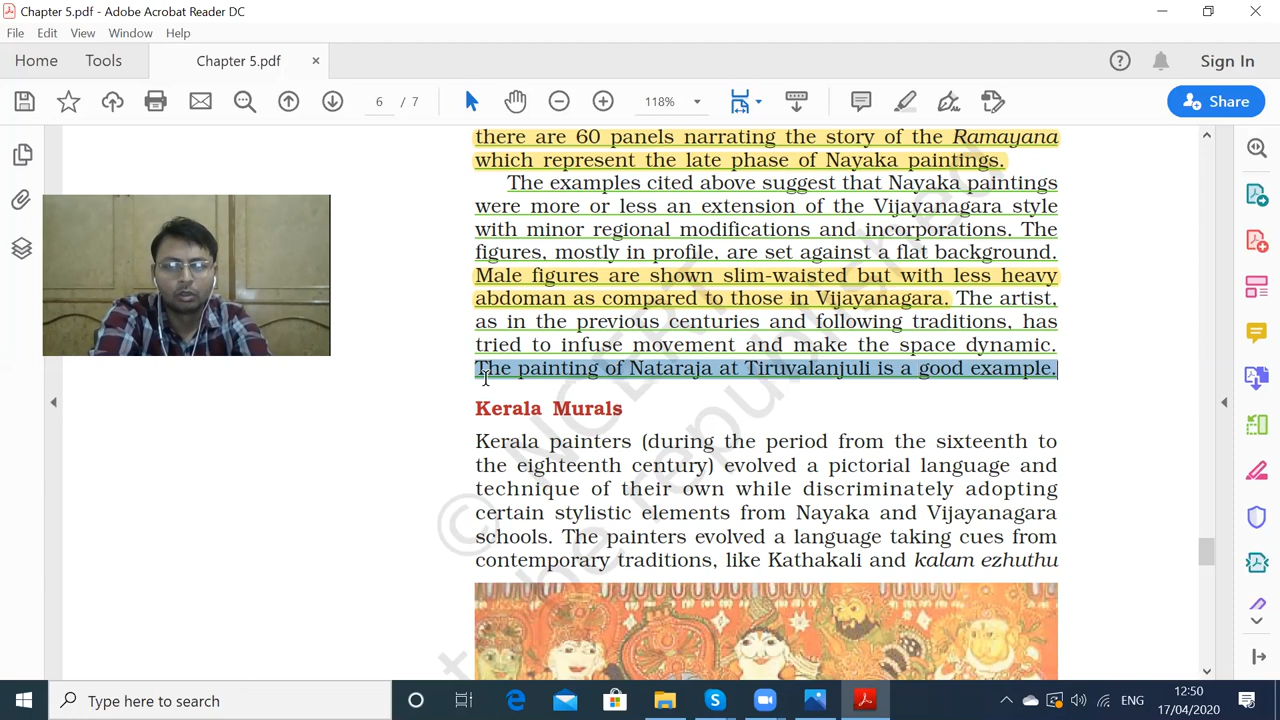 Chapter 5.pdf - Adobe Acrobat Reader DC
File Edit View Window Help
Home Tools Chapter 5.pdf × Sign In
6 / 7 118% Share
there are 60 panels narrating the story of the Ramayana
which represent the late phase of Nayaka paintings.
The examples cited above suggest that Nayaka paintings
were more or less an extension of the Vijayanagara style
with minor regional modifications and incorporations. The
figures, mostly in profile, are set against a flat background.
Male figures are shown slim-waisted but with less heavy
abdoman as compared to those in Vijayanagara. The artist,
as in the previous centuries and following traditions, has
tried to infuse movement and make the space dynamic.
The painting of Nataraja at Tiruvalanjuli is a good example.
Kerala Murals
Kerala painters (during the period from the sixteenth to
the eighteenth century) evolved a pictorial language and
technique of their own while discriminately adopting
certain stylistic elements from Nayaka and Vijayanagara
schools. The painters evolved a language taking cues from
contemporary traditions, like Kathakali and kalam ezhuthu
© NCERT
the republished
Type here to search
ENG
12:50
17/04/2020